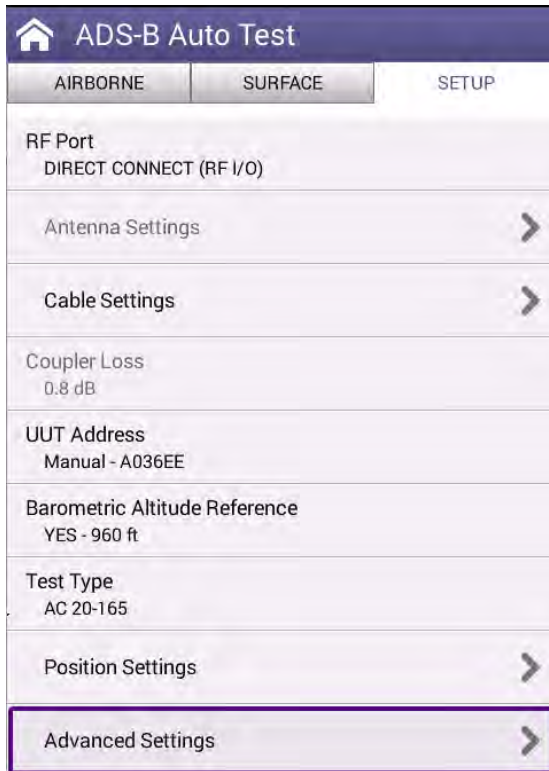 ADS-B Auto Test
AIRBORNE SURFACE SETUP
RF Port
DIRECT CONNECT (RF I/O)
Antenna Settings
Cable Settings
Coupler Loss
0.8 dB
UUT Address
Manual - A036EE
Barometric Altitude Reference
YES - 960 ft
Test Type
AC 20-165
Position Settings
Advanced Settings